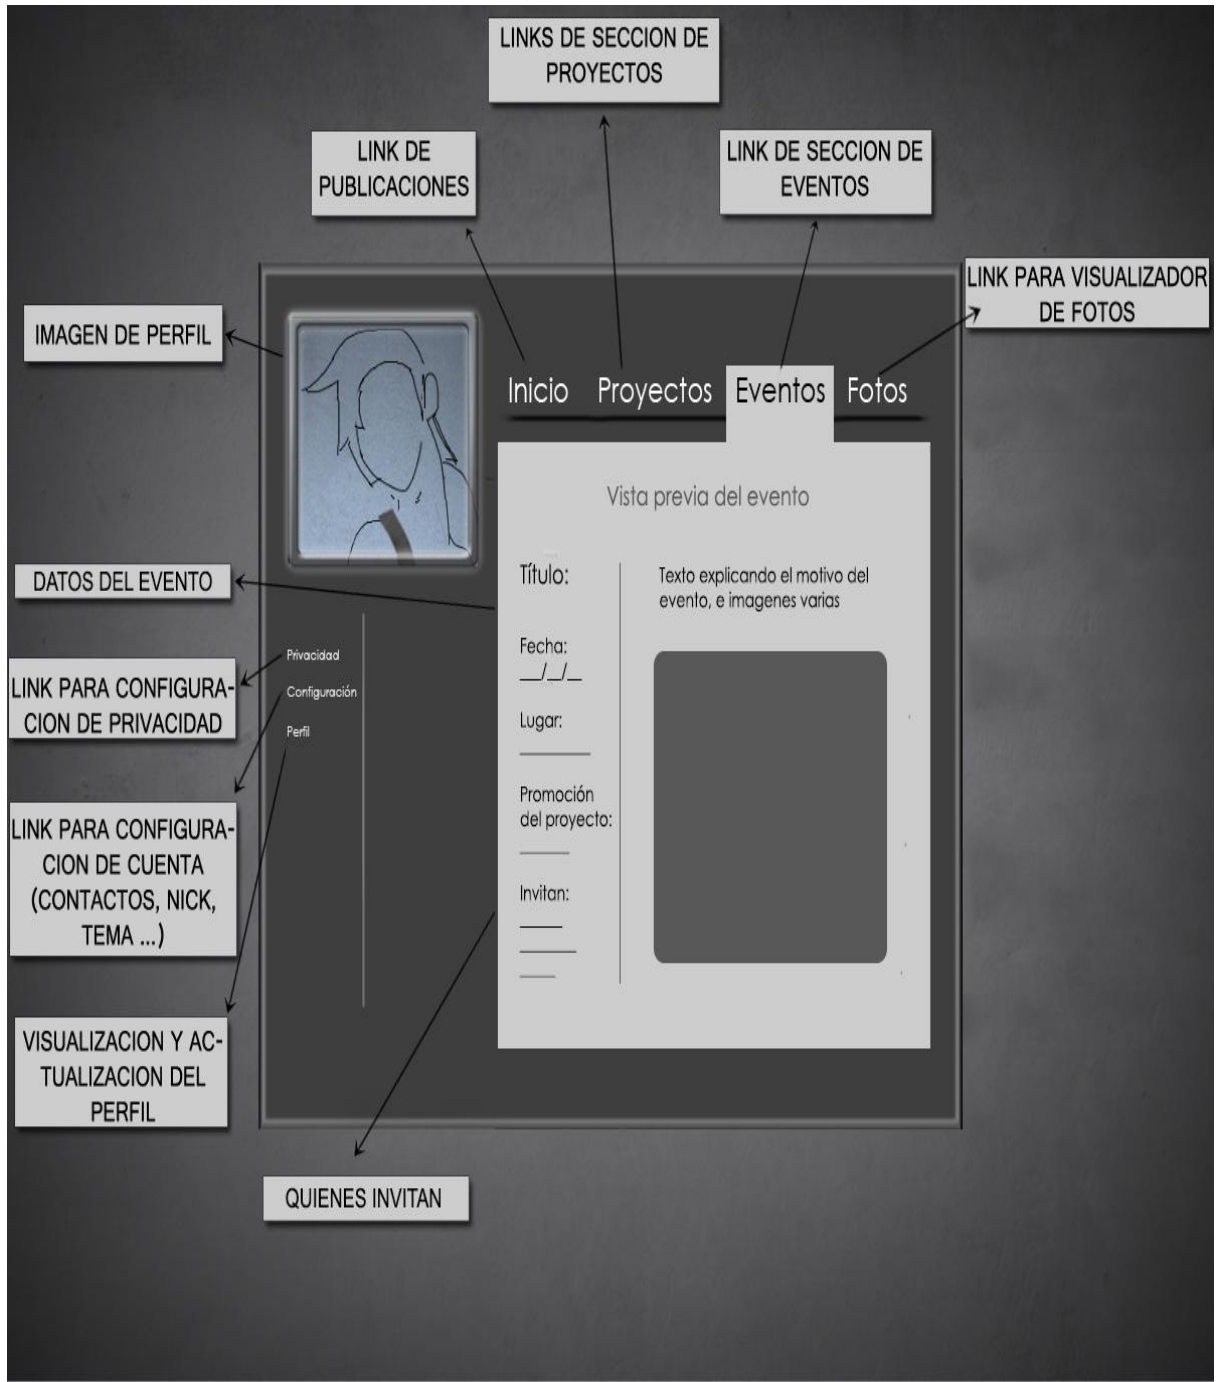 LINKS DE SECCION DE
PROYECTOS
LINK DE
PUBLICACIONES
LINK DE SECCION DE
EVENTOS
LINK PARA VISUALIZADOR
DE FOTOS
IMAGEN DE PERFIL
Inicio Proyectos Eventos Fotos
Vista previa del evento
DATOS DEL EVENTO
Título:
Texto explicando el motivo del
evento, e imagenes varias
Fecha:
__/__/__
Lugar:
Promoción
del proyecto:
Invitan:
Privacidad
Configuración
Perfil
LINK PARA CONFIGURA-
CION DE PRIVACIDAD
LINK PARA CONFIGURA-
CION DE CUENTA
(CONTACTOS, NICK,
TEMA ...)
VISUALIZACION Y AC-
TUALIZACION DEL
PERFIL
QUIENES INVITAN